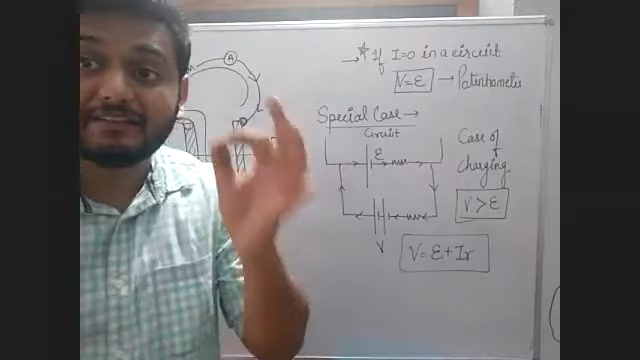 A
→ * If I=0 in a circuit
V=ε → Potentiometer
Special Case →
Circuit
Case of
charging
ε
V > ε
V
V = ε + Ir